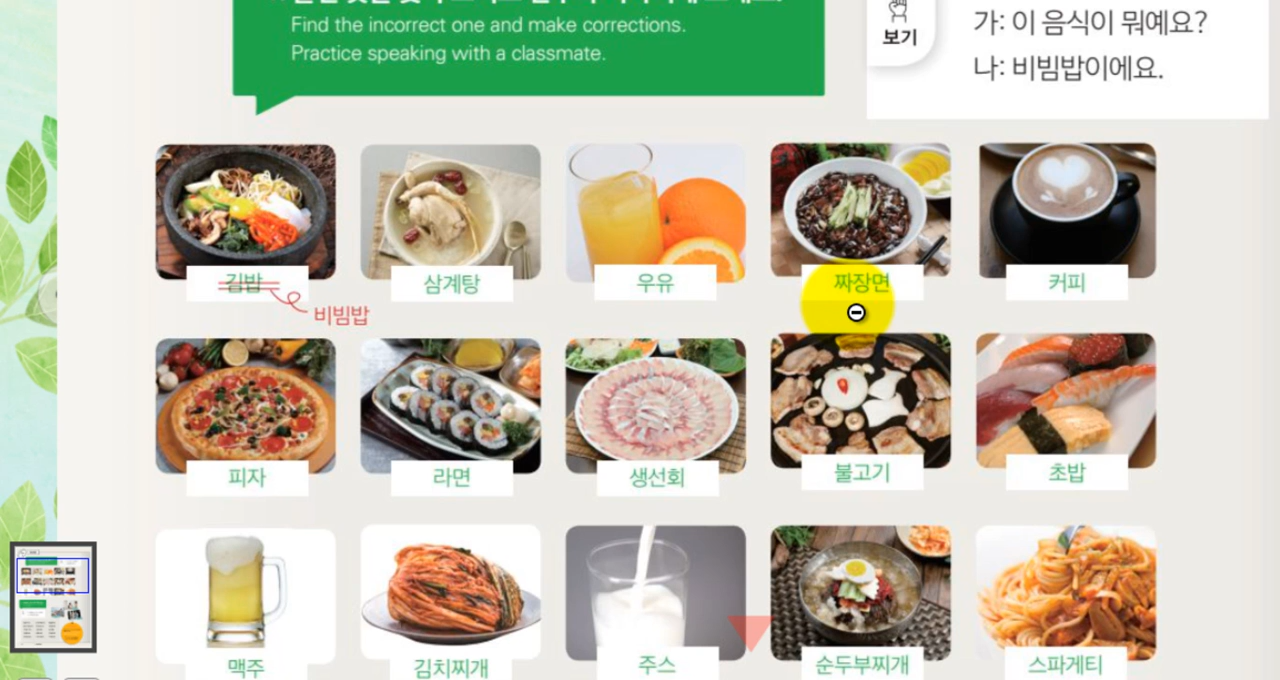 Find the incorrect one and make corrections.
Practice speaking with a classmate.
보기
가: 이 음식이 뭐예요?
나: 비빔밥이에요.
김밥
삼계탕
우유
짜장면
커피
비빔밥
피자
라면
생선회
불고기
초밥
맥주
김치찌개
주스
순두부찌개
스파게티